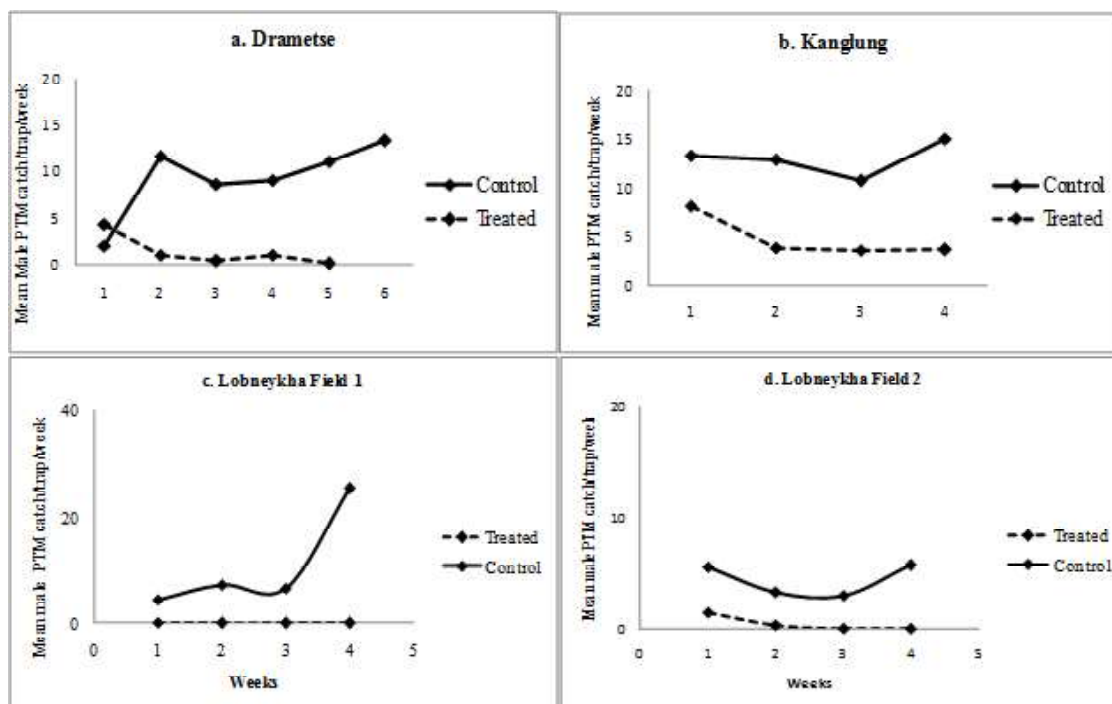 a. Drametse
Mean Male PTM catch/trap/week
20
15
10
5
0
1 2 3 4 5 6
Control
Treated
b. Kanglung
Mean male PTM catch/trap/week
20
15
10
5
0
1 2 3 4
Control
Treated
c. Lobneykha Field 1
Mean male PTM catch/trap/week
40
20
0
0 1 2 3 4 5
Weeks
Treated
Control
d. Lobneykha Field 2
Mean male PTM catch/trap/week
20
10
0
0 1 2 3 4 5
Weeks
Treated
Control